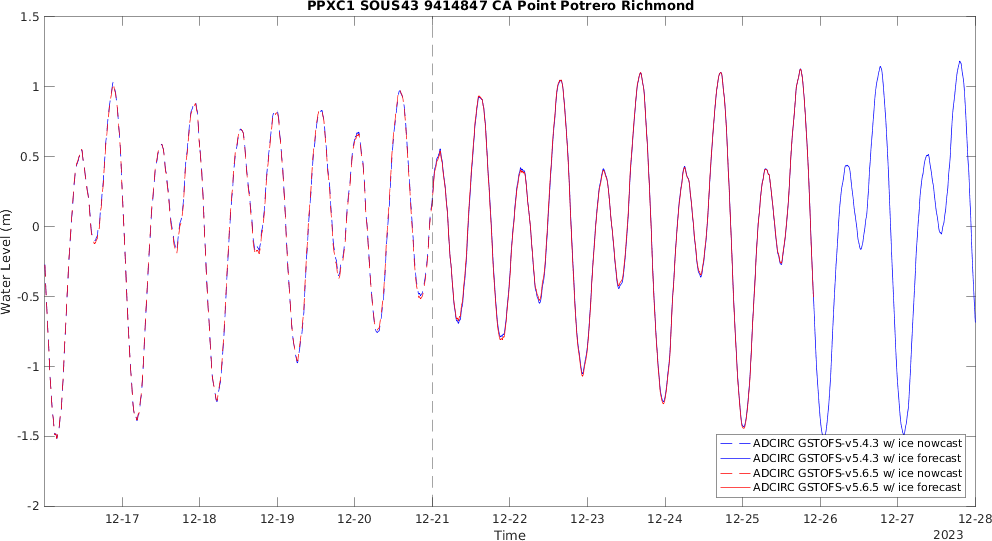 PPXC1 SOUS43 9414847 CA Point Potrero Richmond
1.5
1
0.5
0
-0.5
-1
-1.5
-2
Water Level (m)
12-17 12-18 12-19 12-20 12-21 12-22 12-23 12-24 12-25 12-26 12-27 12-28
Time
2023
ADCIRC GSTOFS-v5.4.3 w/ ice nowcast
ADCIRC GSTOFS-v5.4.3 w/ ice forecast
ADCIRC GSTOFS-v5.6.5 w/ ice nowcast
ADCIRC GSTOFS-v5.6.5 w/ ice forecast